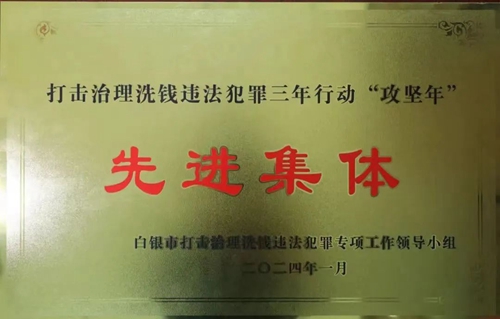 打击治理洗钱违法犯罪三年行动“攻坚年”
先进集体
白银市打击治理洗钱违法犯罪专项工作领导小组
二〇二四年一月